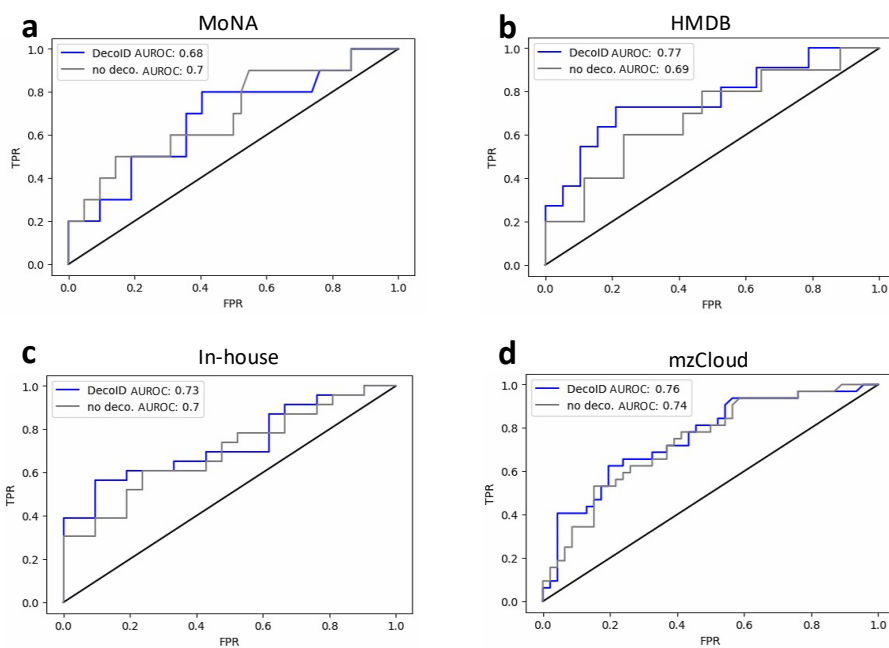 a
MoNA
DecoID AUROC: 0.68
no deco. AUROC: 0.7
1.0
0.8
0.6
0.4
0.2
0.0
TPR
0.0 0.2 0.4 0.6 0.8 1.0
FPR
b
HMDB
DecoID AUROC: 0.77
no deco. AUROC: 0.69
1.0
0.8
0.6
0.4
0.2
0.0
TPR
0.0 0.2 0.4 0.6 0.8 1.0
FPR
c
In-house
DecoID AUROC: 0.73
no deco. AUROC: 0.7
1.0
0.8
0.6
0.4
0.2
0.0
TPR
0.0 0.2 0.4 0.6 0.8 1.0
FPR
d
mzCloud
DecoID AUROC: 0.76
no deco. AUROC: 0.74
1.0
0.8
0.6
0.4
0.2
0.0
TPR
0.0 0.2 0.4 0.6 0.8 1.0
FPR